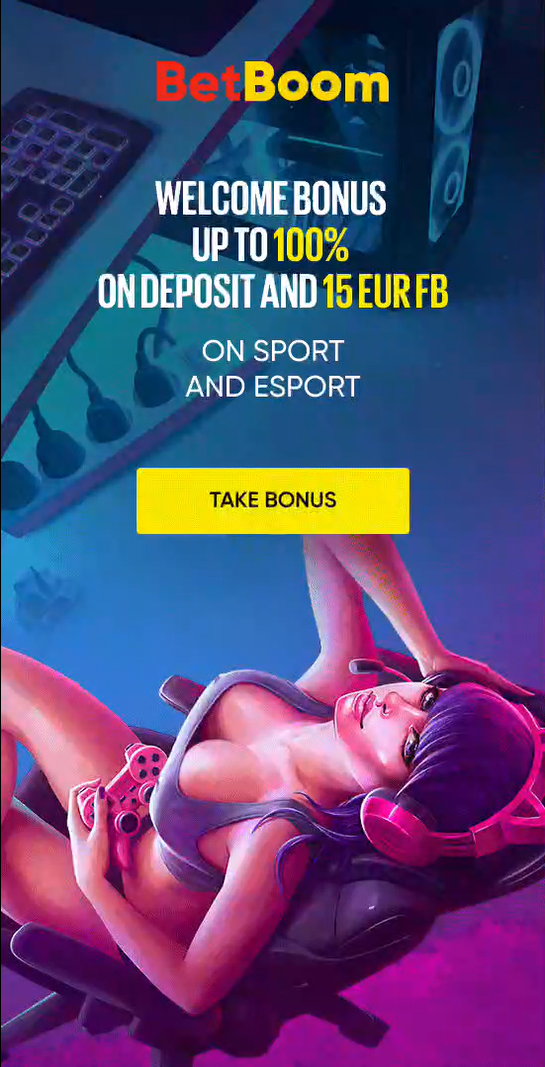 BetBoom
WELCOME BONUS
UP TO 100%
ON DEPOSIT AND 15 EUR FB
ON SPORT
AND ESPORT
TAKE BONUS